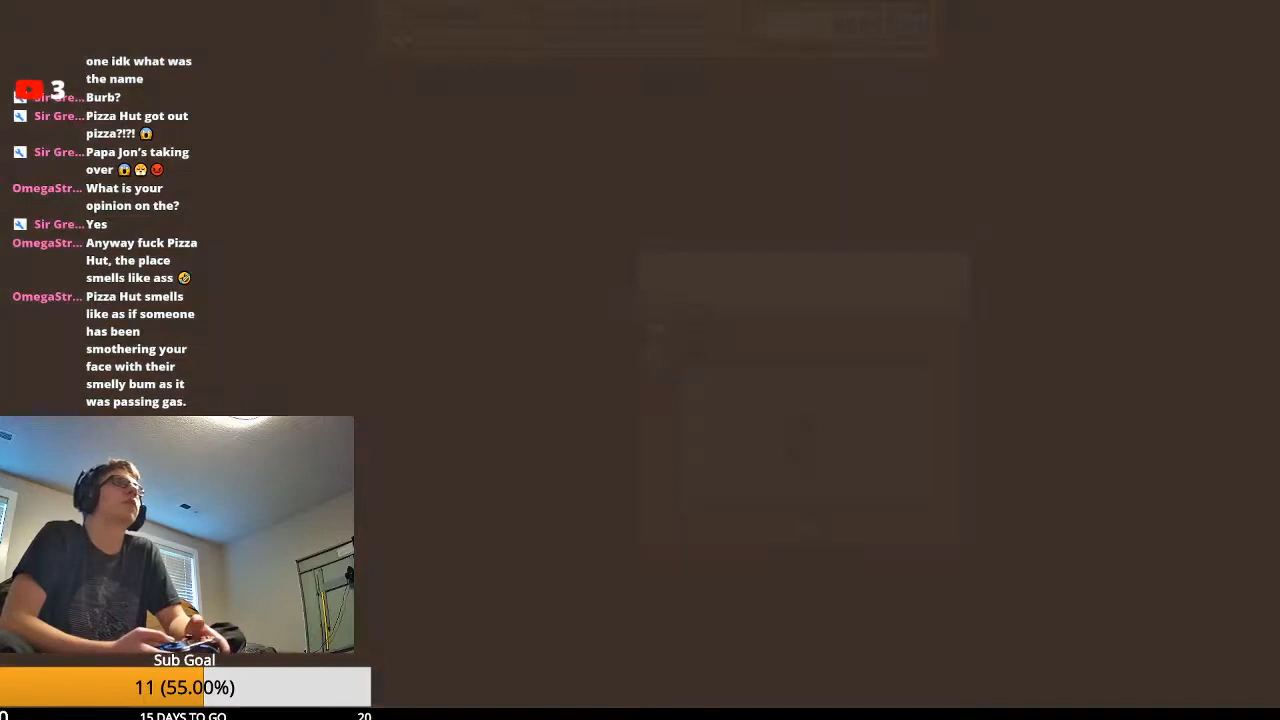 one idk what was
the name
3
Sir Gre... Burb?
Sir Gre... Pizza Hut got out
pizza?!?! 😱
Sir Gre... Papa Jon's taking
over 😱 😤 😡
OmegaStr... What is your
opinion on the?
Sir Gre... Yes
OmegaStr... Anyway fuck Pizza
Hut, the place
smells like ass 🤣
OmegaStr... Pizza Hut smells
like as if someone
has been
smothering your
face with their
smelly bum as it
was passing gas.
Sub Goal
11 (55.00%)
0 15 DAYS TO GO 20